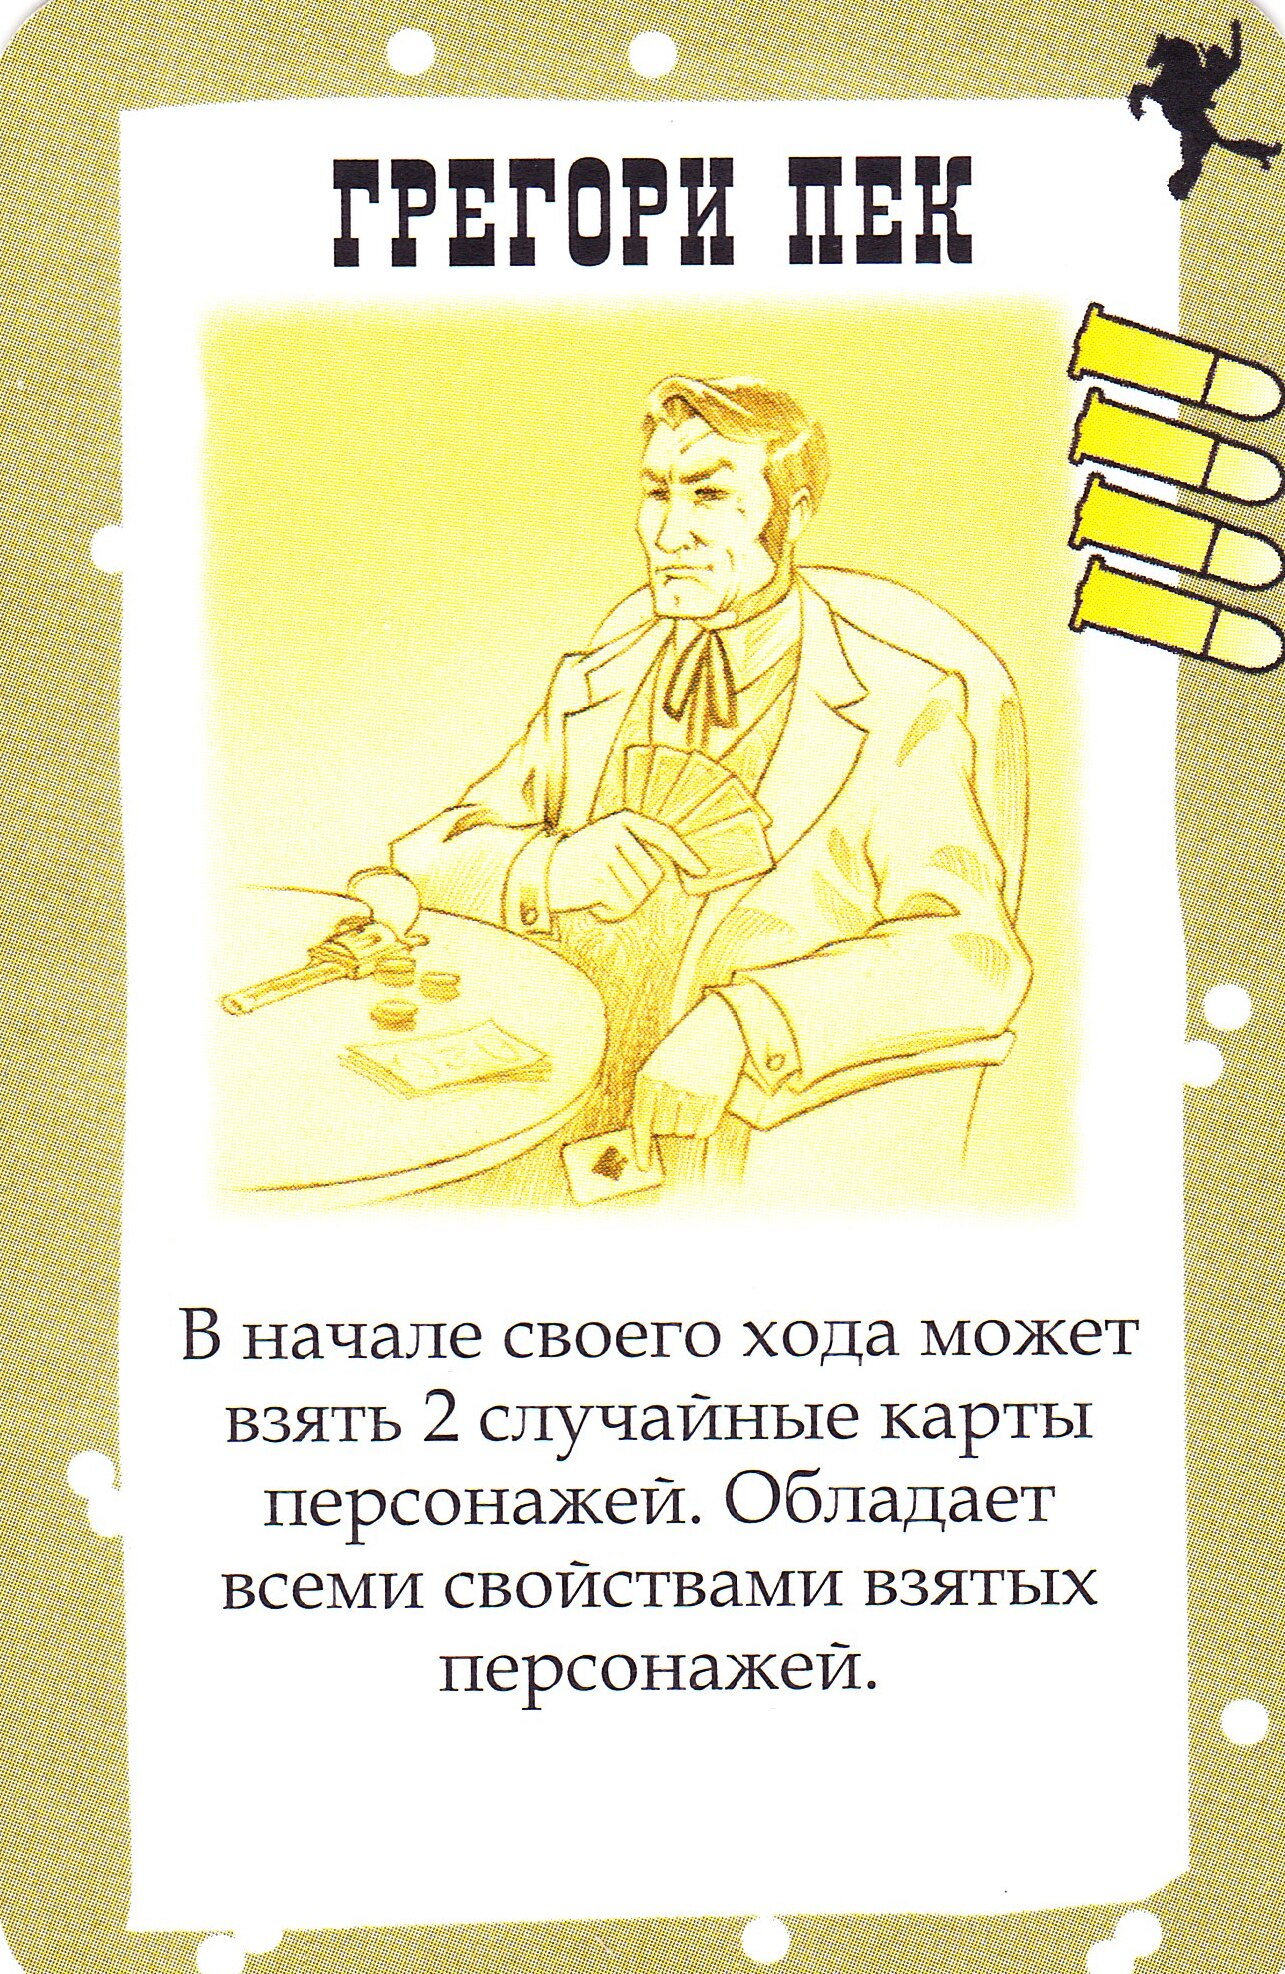 ГРЕГОРИ ПЕК
В начале своего хода может
взять 2 случайные карты
персонажей. Обладает
всеми свойствами взятых
персонажей.